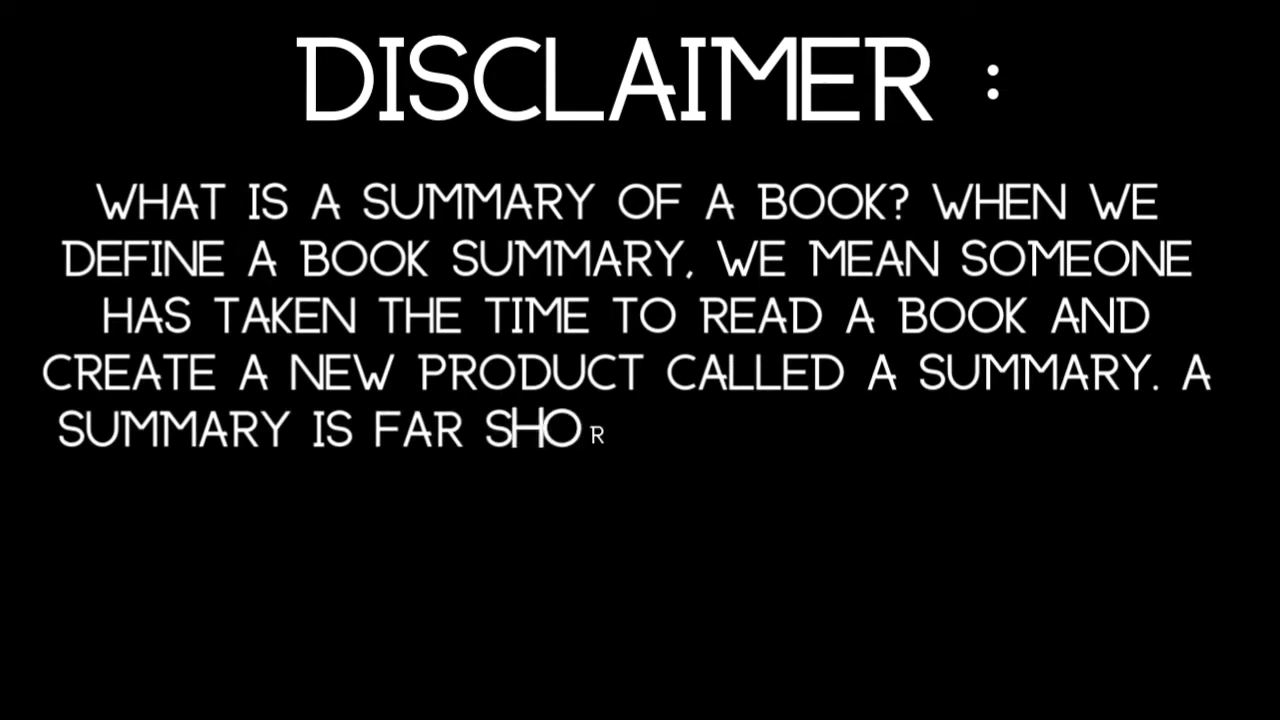 DISCLAIMER :
WHAT IS A SUMMARY OF A BOOK? WHEN WE
DEFINE A BOOK SUMMARY, WE MEAN SOMEONE
HAS TAKEN THE TIME TO READ A BOOK AND
CREATE A NEW PRODUCT CALLED A SUMMARY. A
SUMMARY IS FAR SHOR